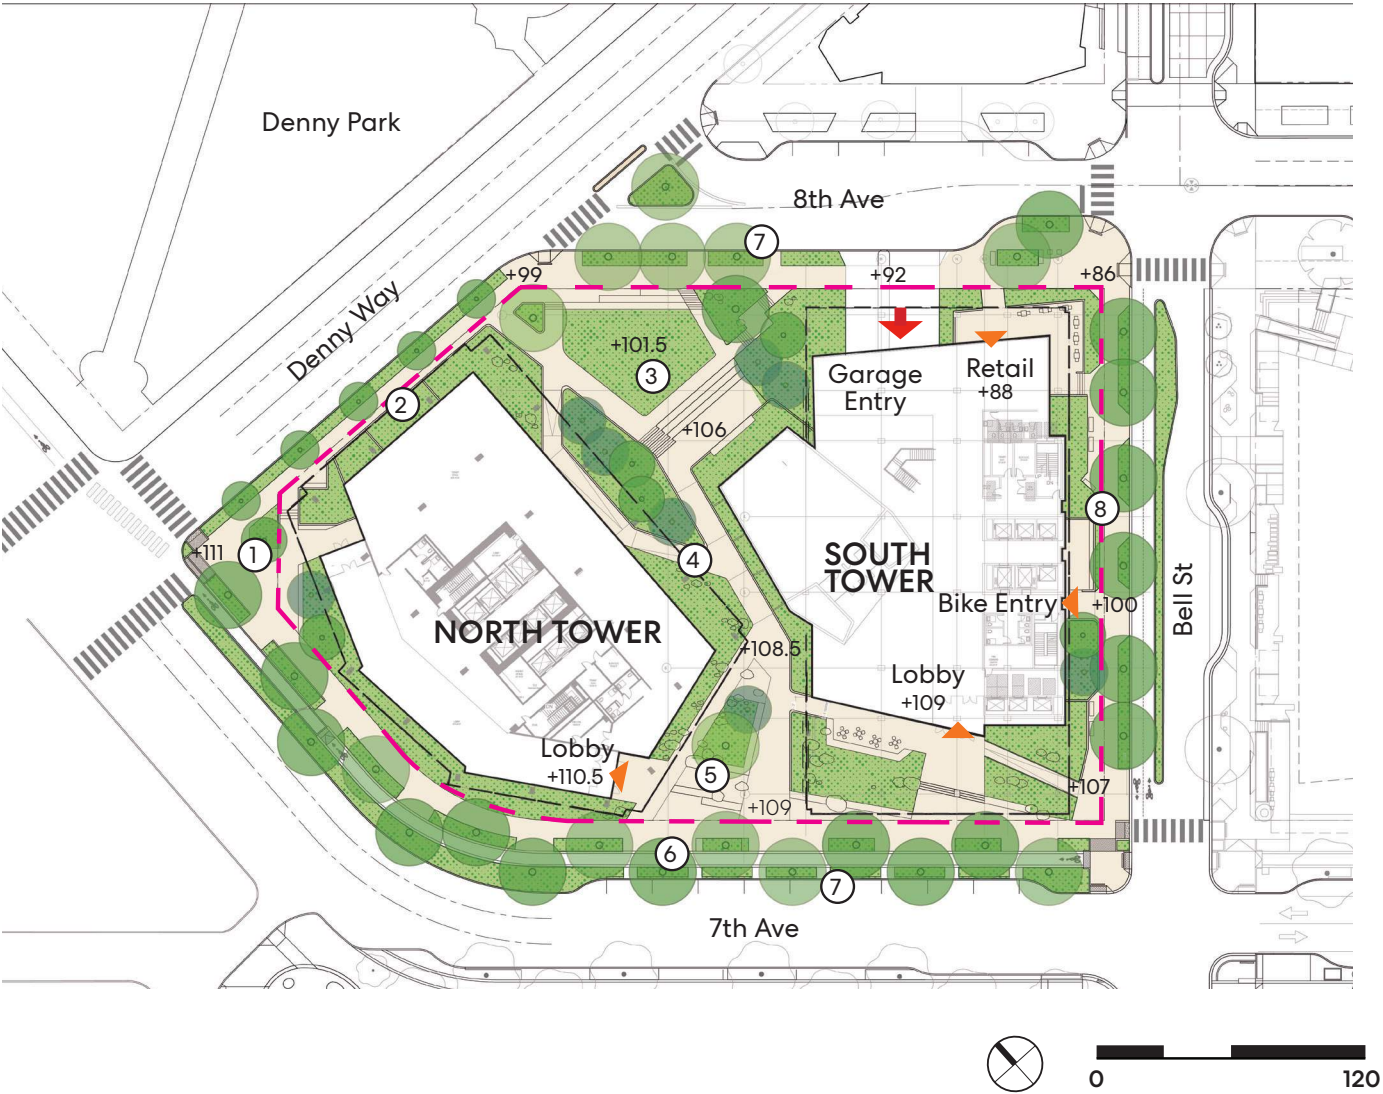 Denny Park
8th Ave
7
+99
+92
+86
Denny Way
+101.5
3
Garage
Entry
Retail
+88
2
+106
8
+111
1
4
SOUTH
TOWER
Bell St
Bike Entry
+100
NORTH TOWER
+108.5
Lobby
+109
Lobby
+110.5
5
+107
+109
6
7
7th Ave
0
120